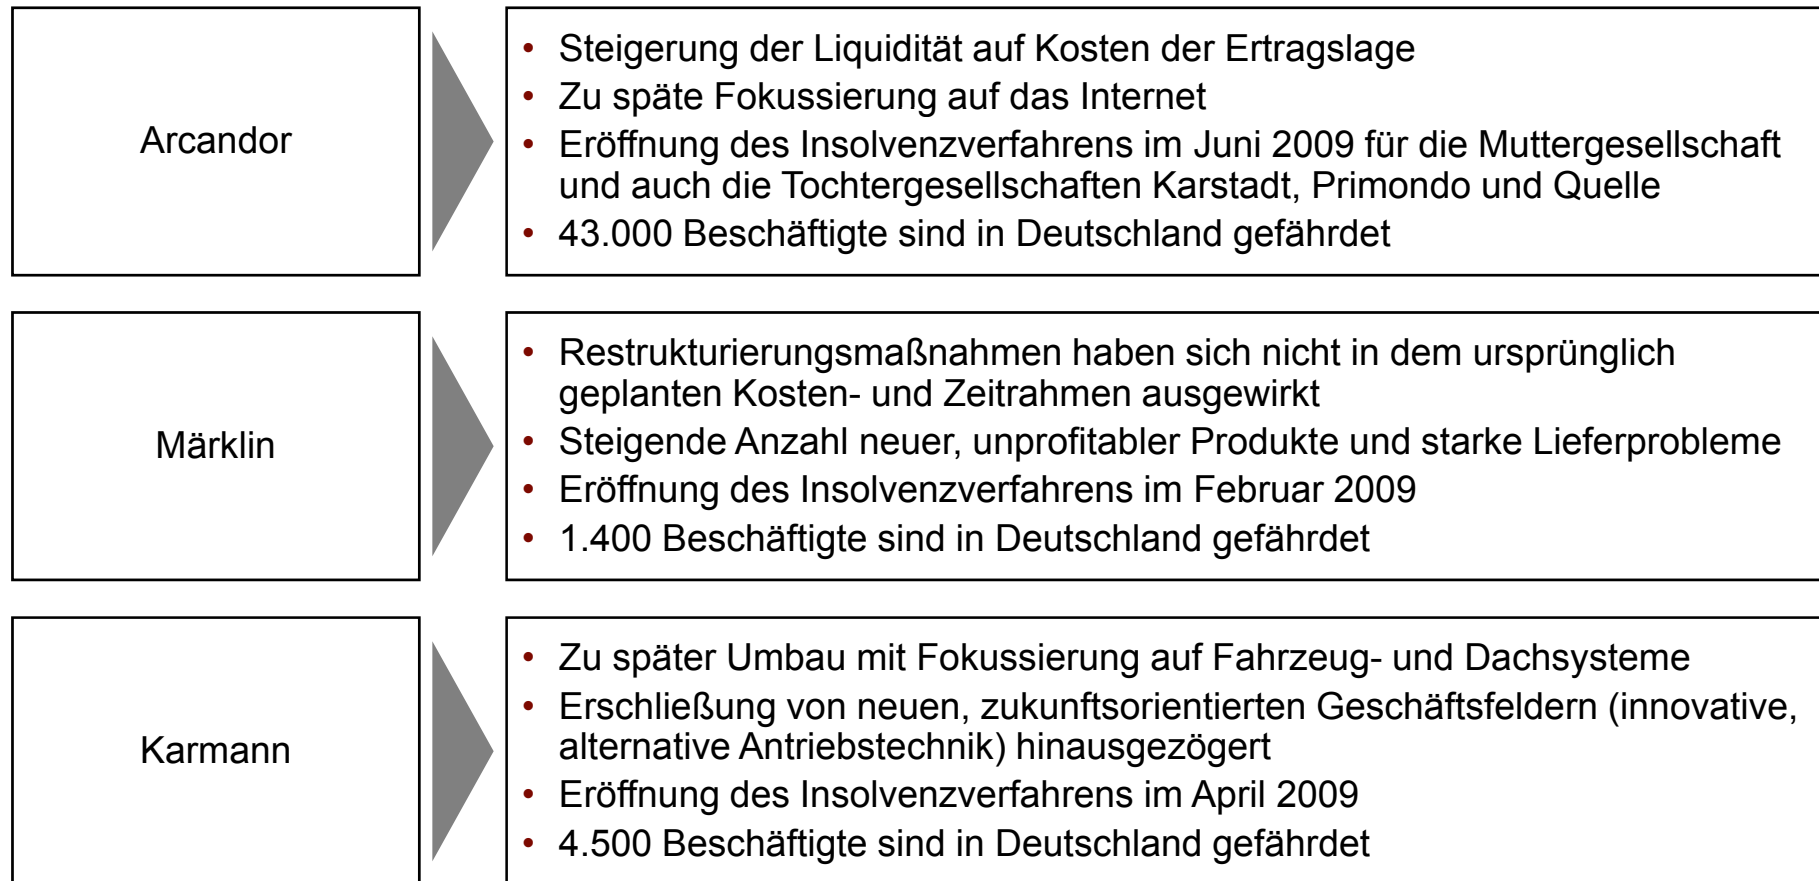 Arcandor
• Steigerung der Liquidität auf Kosten der Ertragslage
• Zu späte Fokussierung auf das Internet
• Eröffnung des Insolvenzverfahrens im Juni 2009 für die Muttergesellschaft
und auch die Tochtergesellschaften Karstadt, Primondo und Quelle
• 43.000 Beschäftigte sind in Deutschland gefährdet
Märklin
• Restrukturierungsmaßnahmen haben sich nicht in dem ursprünglich
geplanten Kosten- und Zeitrahmen ausgewirkt
• Steigende Anzahl neuer, unprofitabler Produkte und starke Lieferprobleme
• Eröffnung des Insolvenzverfahrens im Februar 2009
• 1.400 Beschäftigte sind in Deutschland gefährdet
Karmann
• Zu später Umbau mit Fokussierung auf Fahrzeug- und Dachsysteme
• Erschließung von neuen, zukunftsorientierten Geschäftsfeldern (innovative,
alternative Antriebstechnik) hinausgezögert
• Eröffnung des Insolvenzverfahrens im April 2009
• 4.500 Beschäftigte sind in Deutschland gefährdet